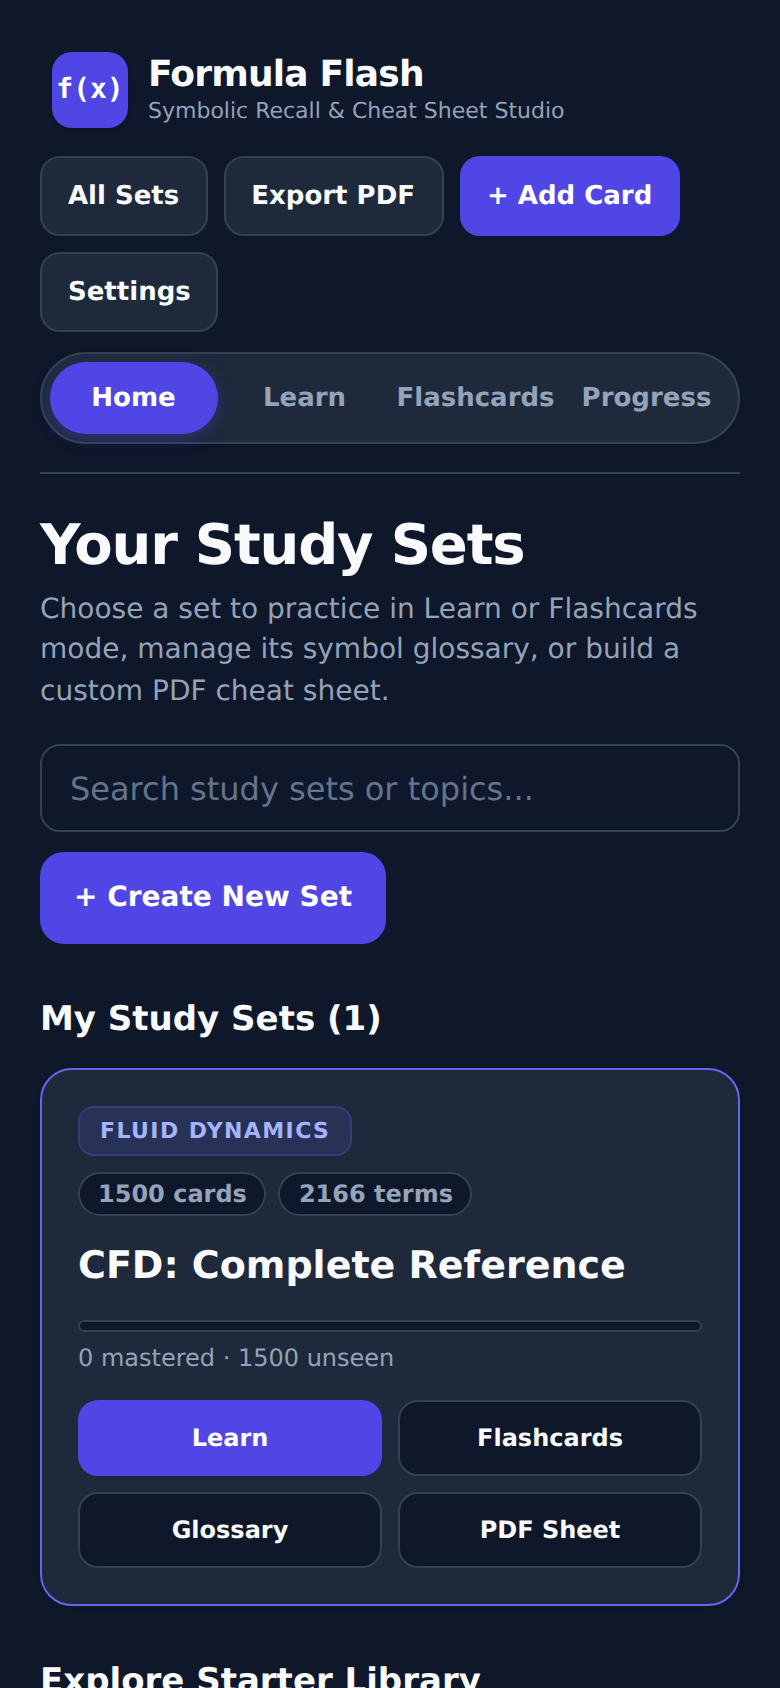 f(x)
Formula Flash
Symbolic Recall & Cheat Sheet Studio
All Sets
Export PDF
+ Add Card
Settings
Home
Learn
Flashcards
Progress
Your Study Sets
Choose a set to practice in Learn or Flashcards
mode, manage its symbol glossary, or build a
custom PDF cheat sheet.
Search study sets or topics...
+ Create New Set
My Study Sets (1)
FLUID DYNAMICS
1500 cards
2166 terms
CFD: Complete Reference
0 mastered · 1500 unseen
Learn
Flashcards
Glossary
PDF Sheet
Explore Starter Library